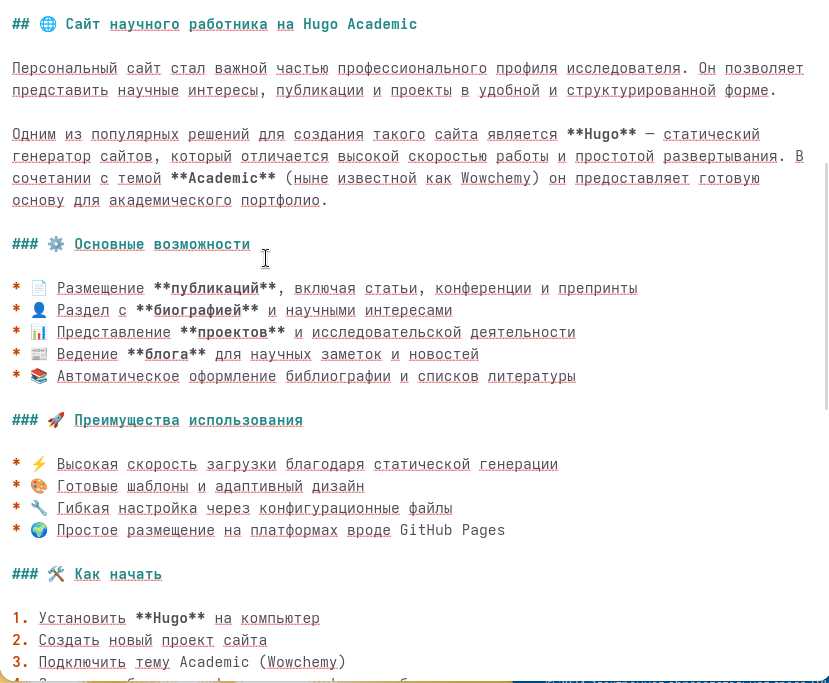 ## 🌐 Сайт научного работника на Hugo Academic
Персональный сайт стал важной частью профессионального профиля исследователя. Он позволяет
представить научные интересы, публикации и проекты в удобной и структурированной форме.
Одним из популярных решений для создания такого сайта является **Hugo** — статический
генератор сайтов, который отличается высокой скоростью работы и простотой развертывания. В
сочетании с темой **Academic** (ныне известной как Wowchemy) он предоставляет готовую
основу для академического портфолио.
### ⚙️ Основные возможности
* 📄 Размещение **публикаций**, включая статьи, конференции и препринты
* 👤 Раздел с **биографией** и научными интересами
* 📊 Представление **проектов** и исследовательской деятельности
* 📰 Ведение **блога** для научных заметок и новостей
* 📚 Автоматическое оформление библиографии и списков литературы
### 🚀 Преимущества использования
* ⚡ Высокая скорость загрузки благодаря статической генерации
* 🎨 Готовые шаблоны и адаптивный дизайн
* 🔧 Гибкая настройка через конфигурационные файлы
* 🌍 Простое размещение на платформах вроде GitHub Pages
### 🛠️ Как начать
1. Установить **Hugo** на компьютер
2. Создать новый проект сайта
3. Подключить тему Academic (Wowchemy)